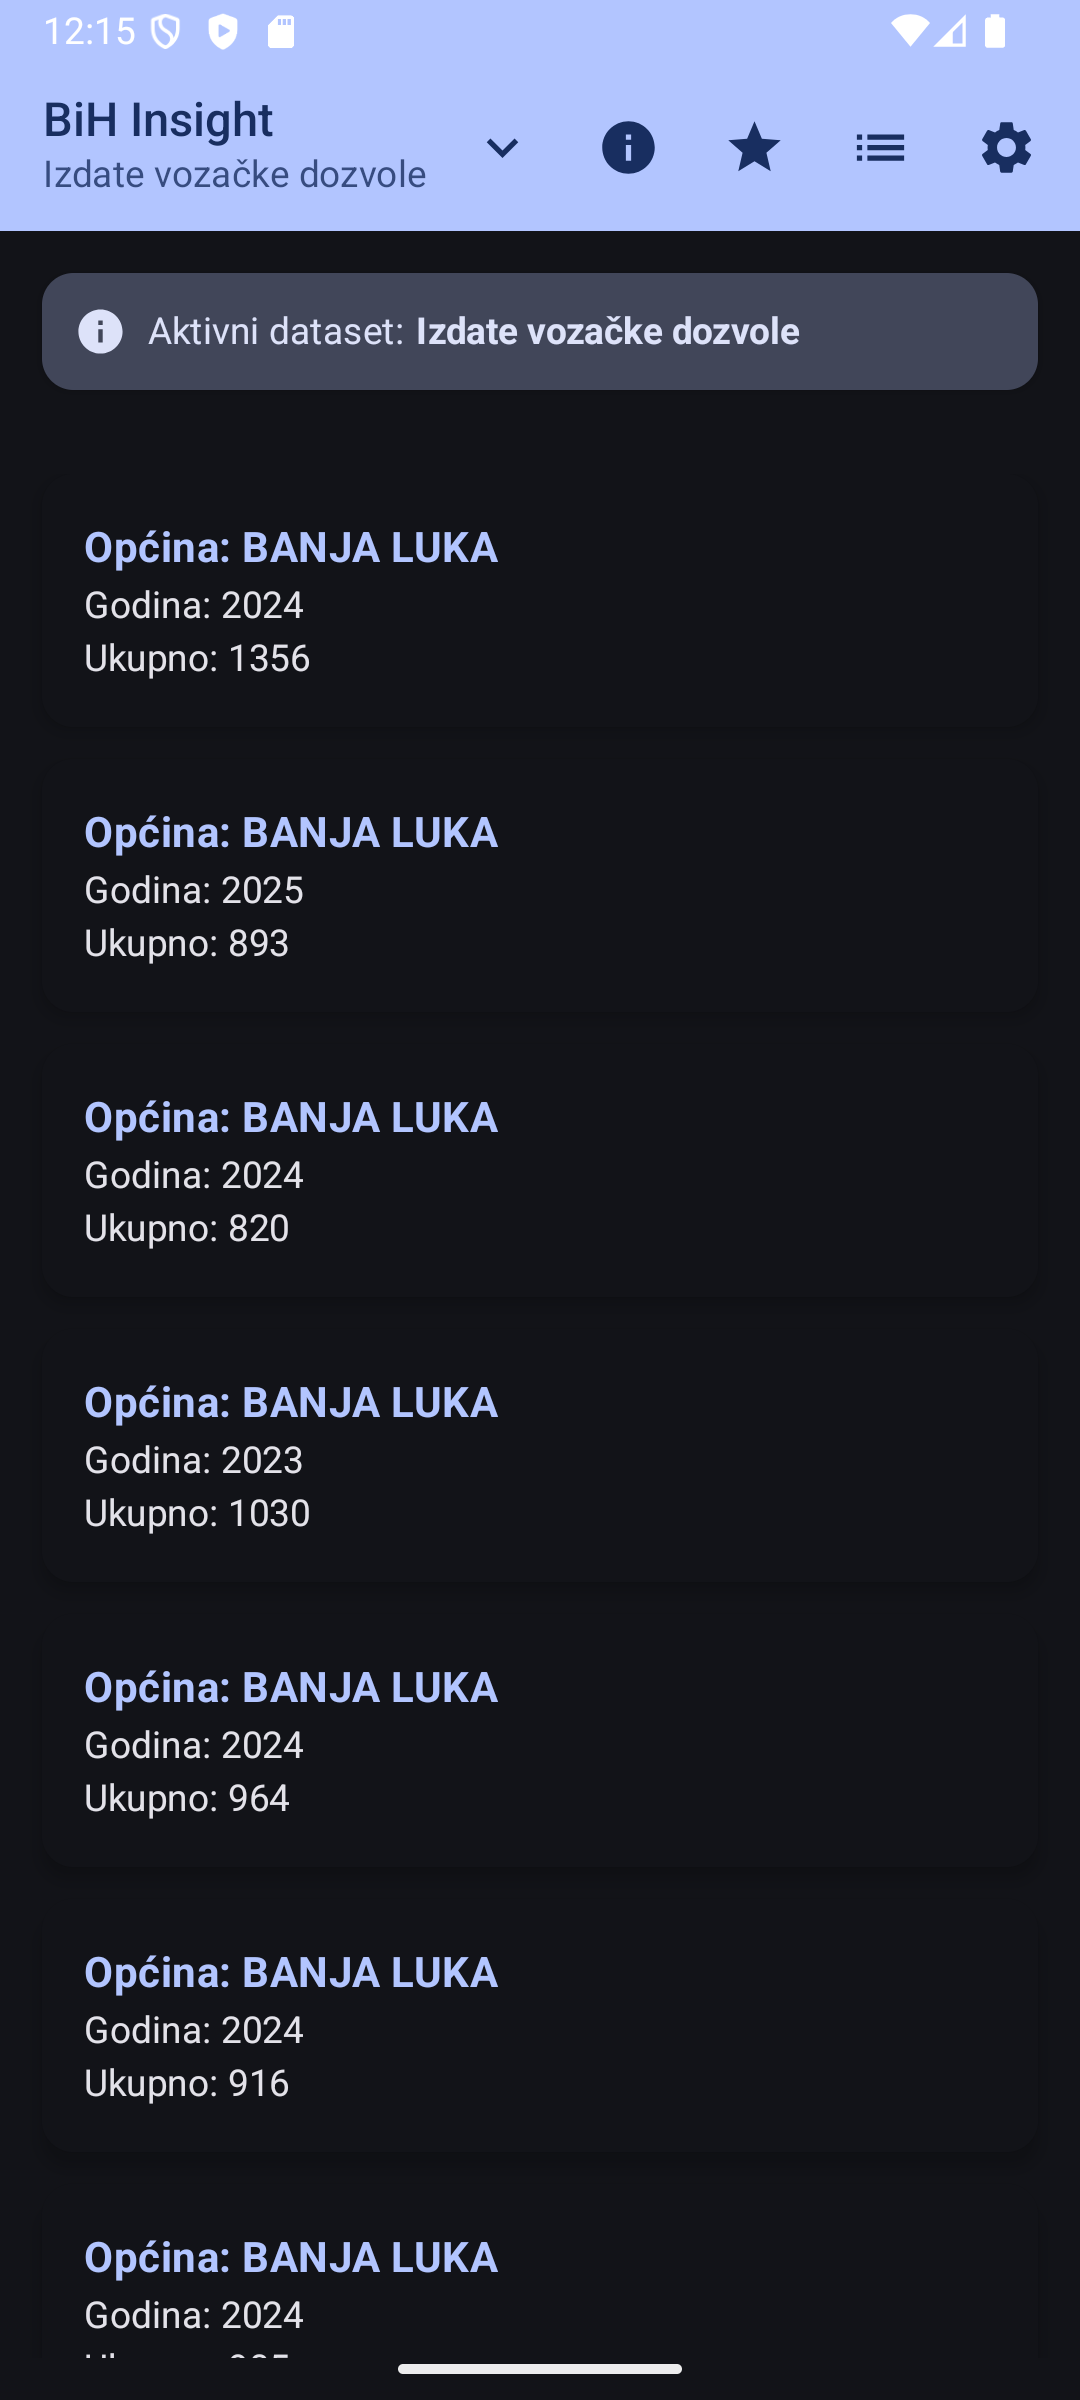 12:15
BiH Insight
Izdate vozačke dozvole
Aktivni dataset: Izdate vozačke dozvole
Općina: BANJA LUKA
Godina: 2024
Ukupno: 1356
Općina: BANJA LUKA
Godina: 2025
Ukupno: 893
Općina: BANJA LUKA
Godina: 2024
Ukupno: 820
Općina: BANJA LUKA
Godina: 2023
Ukupno: 1030
Općina: BANJA LUKA
Godina: 2024
Ukupno: 964
Općina: BANJA LUKA
Godina: 2024
Ukupno: 916
Općina: BANJA LUKA
Godina: 2024